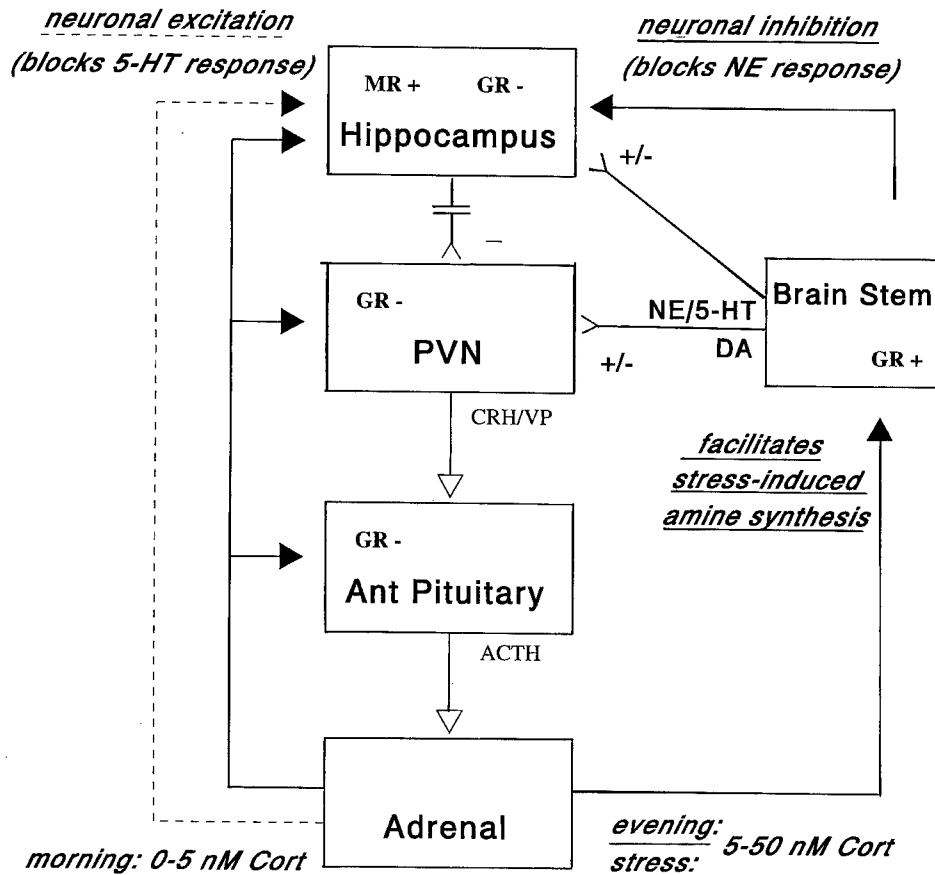 neuronal excitation
(blocks 5-HT response)
neuronal inhibition
(blocks NE response)
MR + GR -
Hippocampus
+/-
–
GR -
PVN
NE/5-HT
DA
+/-
Brain Stem
GR +
CRH/VP
facilitates
stress-induced
amine synthesis
GR -
Ant Pituitary
ACTH
Adrenal
morning: 0-5 nM Cort
evening:
stress:
5-50 nM Cort